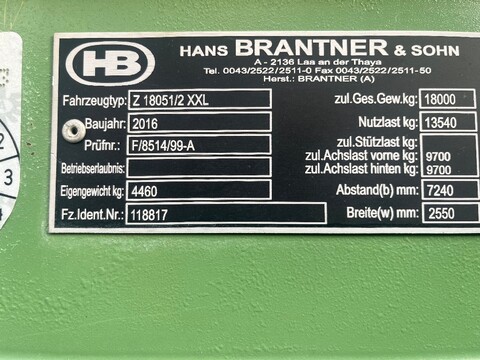 HB
HANS BRANTNER & SOHN
A - 2136 Laa an der Thaya
Tel. 0043/2522/2511-0 Fax 0043/2522/2511-50
Herst.: BRANTNER (A)
Fahrzeugtyp: Z 18051/2 XXL
Baujahr: 2016
Prüfnr.: F/8514/99-A
Betriebserlaubnis:
Eigengewicht kg: 4460
Fz.Ident.Nr.: 118817
zul.Ges.Gew.kg: 18000
Nutzlast kg: 13540
zul.Stützlast kg
zul.Achslast vorne kg 9700
zul.Achslast hinten kg 9700
Abstand(b) mm: 7240
Breite(w) mm: 2550
2
3